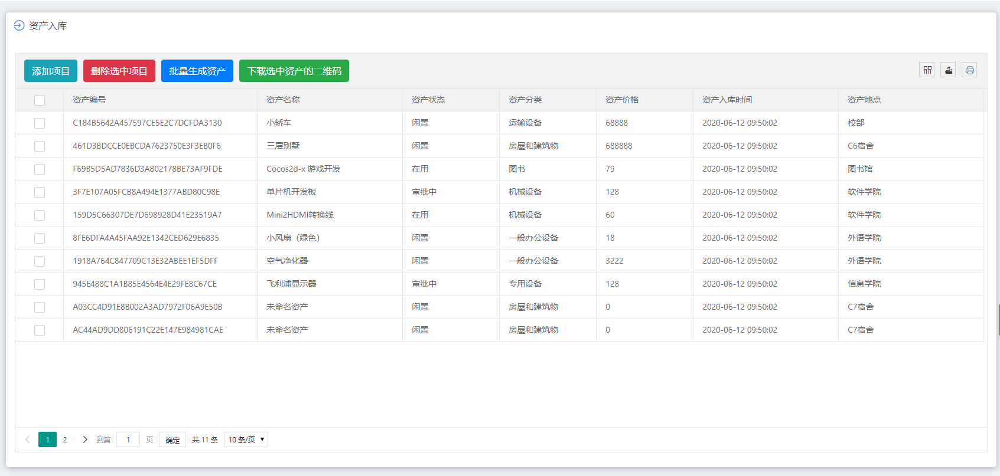 资产入库
添加项目 删除选中项目 批量生成资产 下载选中资产的二维码
资产编号 资产名称 资产状态 资产分类 资产价格 资产入库时间 资产地点
C184B5642A457597CE5E2C7DCFDA3130 小轿车 闲置 运输设备 68888 2020-06-12 09:50:02 校部
461D3BDCCE0EBCDA7623750E3F3EB0F6 三层别墅 闲置 房屋和建筑物 688888 2020-06-12 09:50:02 C6宿舍
F69B5D5AD7836D3A802178BE73AF9FDE Cocos2d-x 游戏开发 在用 图书 79 2020-06-12 09:50:02 图书馆
3F7E107A05FCB8A494E1377ABD80C98E 单片机开发板 审批中 机械设备 128 2020-06-12 09:50:02 软件学院
159D5C66307DE7D698928D41E23519A7 Mini2HDMI转换线 在用 机械设备 60 2020-06-12 09:50:02 软件学院
8FE6DFA4A45FAA92E1342CED629E6835 小风扇（绿色） 闲置 一般办公设备 18 2020-06-12 09:50:02 外语学院
1918A764C847709C13E32ABEE1EF5DFF 空气净化器 闲置 一般办公设备 3222 2020-06-12 09:50:02 外语学院
945E488C1A1B85E4564E4E29FE8C67CE 飞利浦显示器 审批中 专用设备 128 2020-06-12 09:50:02 信息学院
A03CC4D91E8B002A3AD7972F06A9E50B 未命名资产 闲置 房屋和建筑物 0 2020-06-12 09:50:02 C7宿舍
AC44AD9DD806191C22E147E984981CAE 未命名资产 闲置 房屋和建筑物 0 2020-06-12 09:50:02 C7宿舍
1 2 到第 1 页 确定 共 11 条 10 条/页